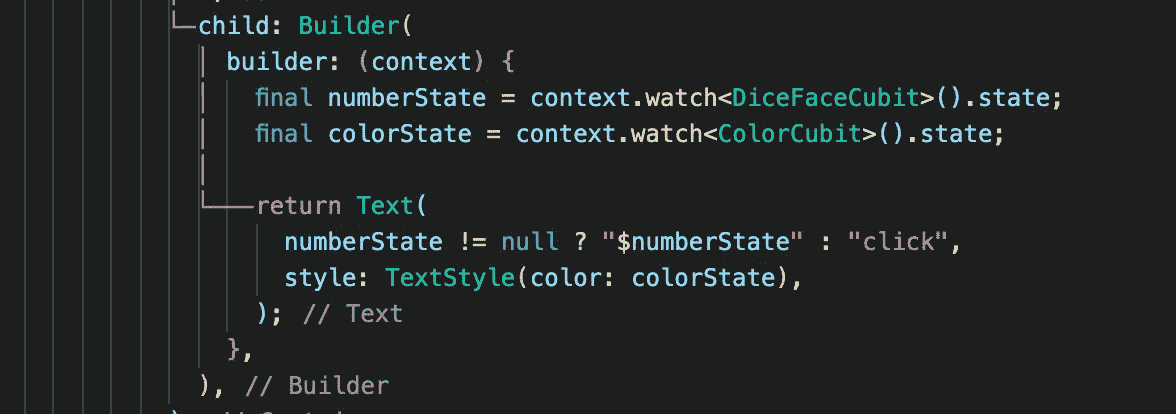 child: Builder(
builder: (context) {
final numberState = context.watch<DiceFaceCubit>().state;
final colorState = context.watch<ColorCubit>().state;
return Text(
numberState != null ? "$numberState" : "click",
style: TextStyle(color: colorState),
); // Text
},
), // Builder